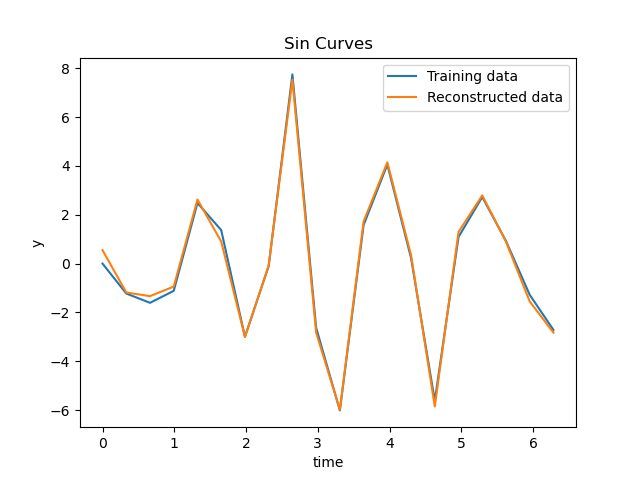 Sin Curves
Training data
Reconstructed data
8
6
4
2
0
−2
−4
−6
y
0 1 2 3 4 5 6
time